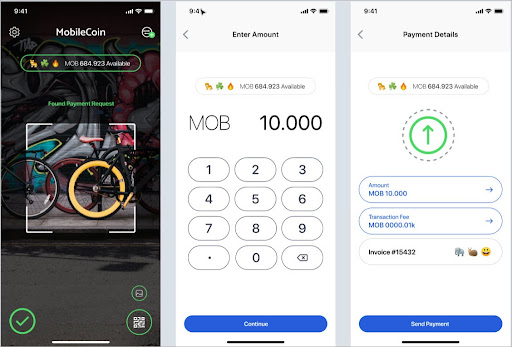 9:41
MobileCoin
MOB 684.923 Available
Found Payment Request
9:41
Enter Amount
MOB 684.923 Available
MOB 10.000
1 2 3
4 5 6
7 8 9
. 0
Continue
9:41
Payment Details
MOB 684.923 Available
Amount
MOB 10.000
Transaction Fee
MOB 0000.01k
Invoice #15432
Send Payment